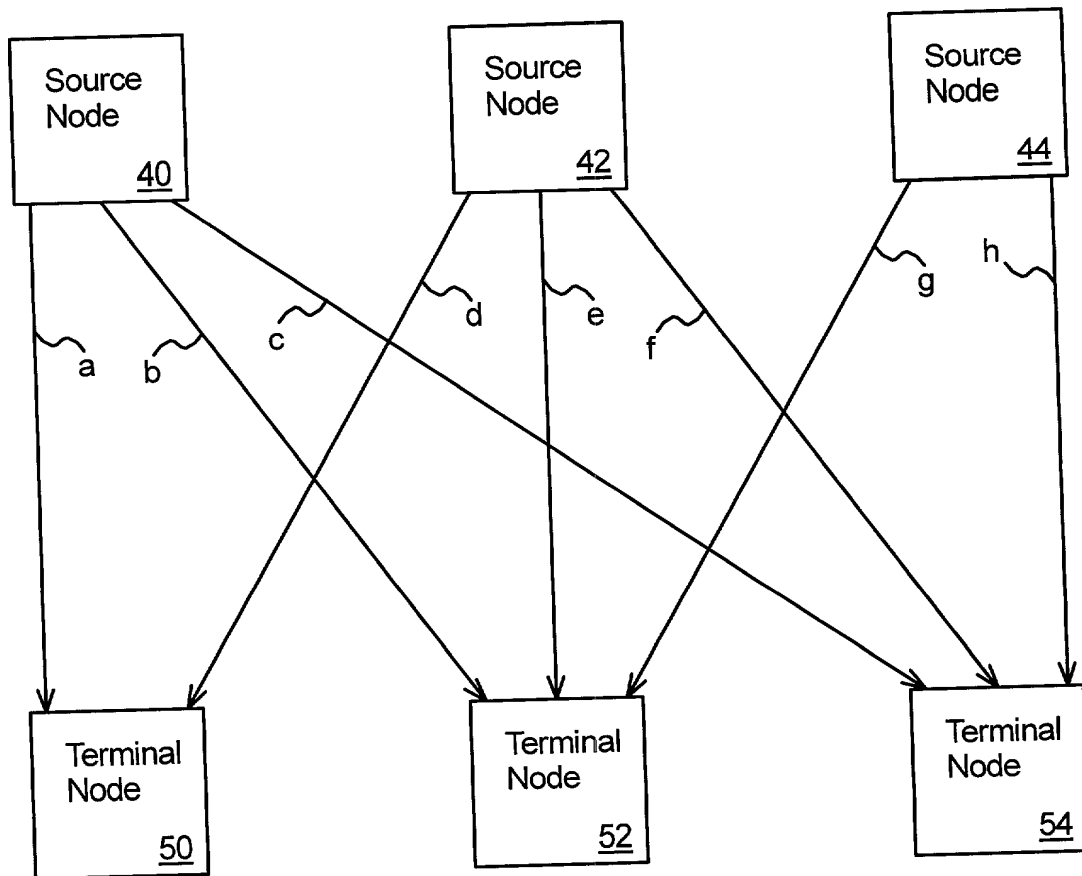 Source
Node
40
Source
Node
42
Source
Node
44
a
b
c
d
e
f
g
h
Terminal
Node
50
Terminal
Node
52
Terminal
Node
54